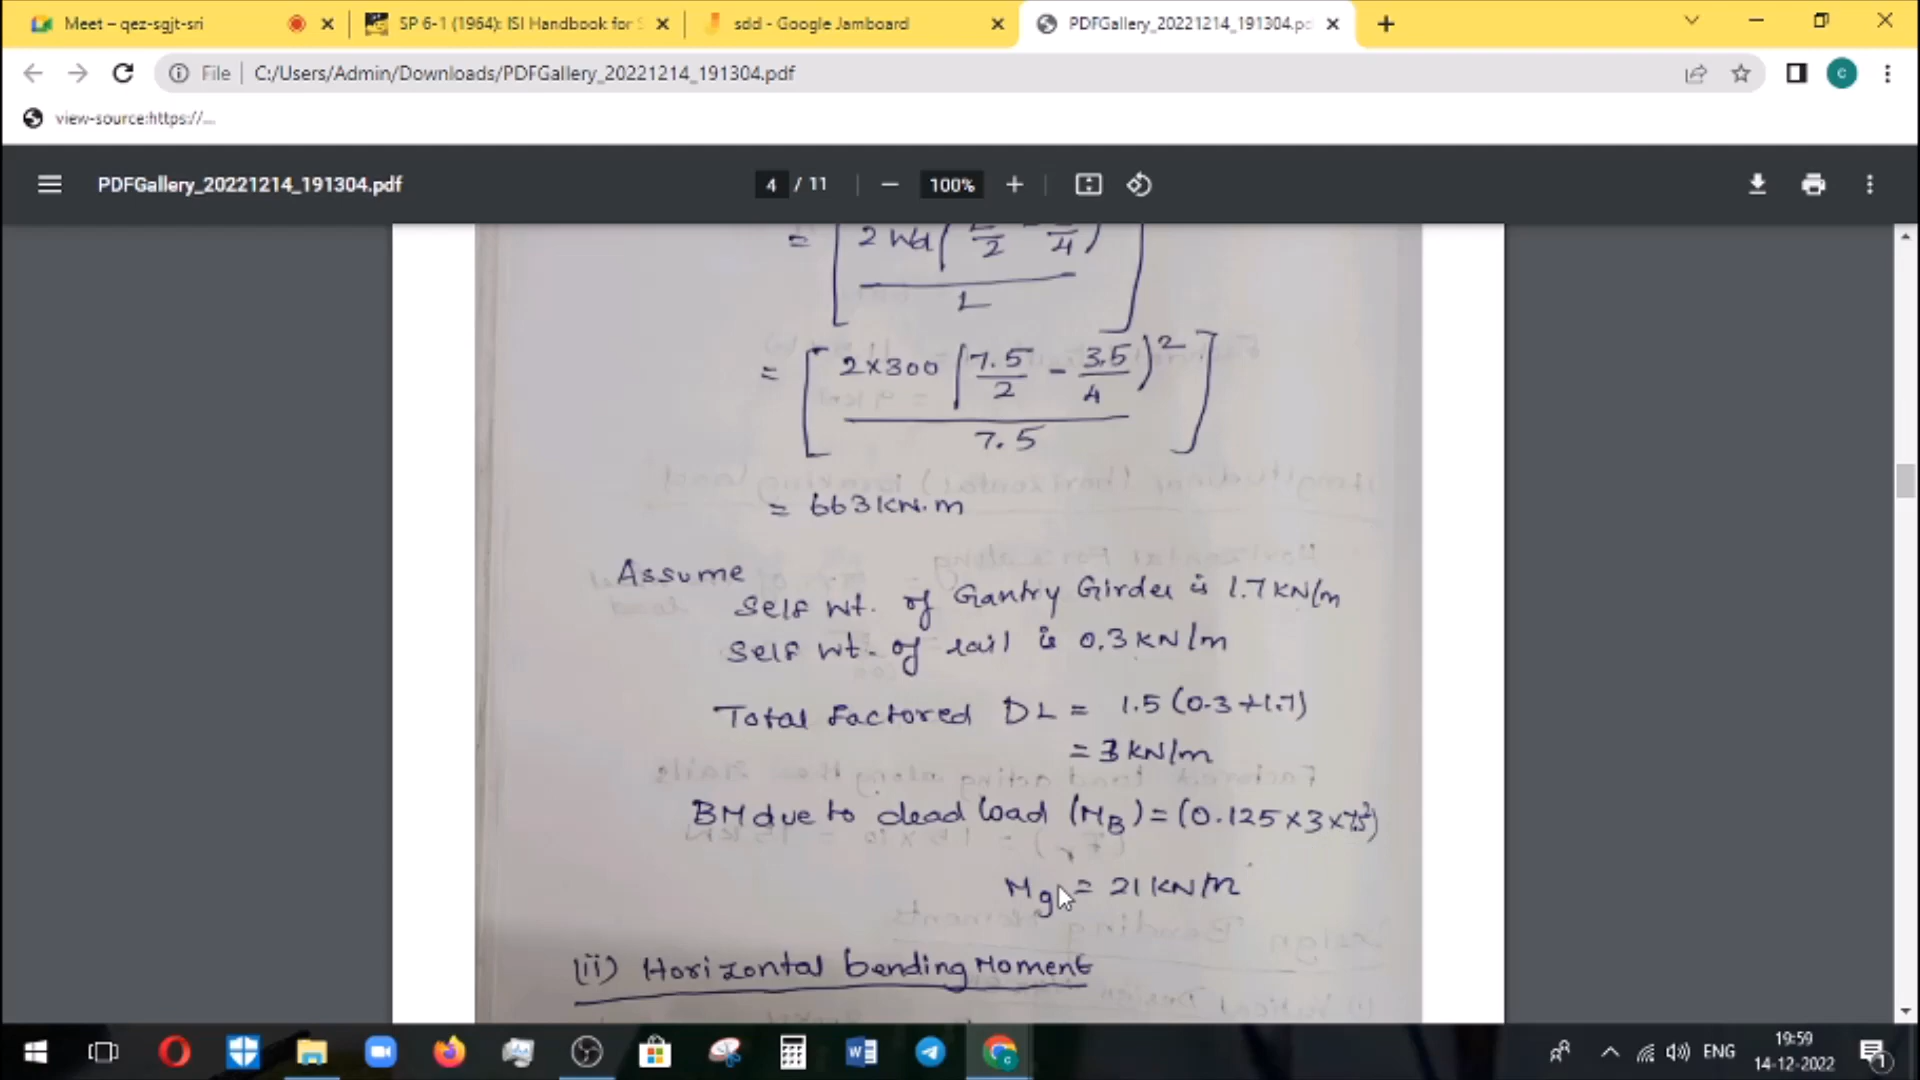 Meet – qez-sgjt-sri
SP 6-1 (1964): ISI Handbook for S
sdd - Google Jamboard
PDFGallery_20221214_191304.pd
File
C:/Users/Admin/Downloads/PDFGallery_20221214_191304.pdf
c
view-source:https://...
PDFGallery_20221214_191304.pdf
4 / 11
100%
= [ 2 Wd ( /2 - /4 ) / L ]
= [ 2x300 ( 7.5/2 - 3.5/4 )² / 7.5 ]
= 663 KN.m
Assume
Self wt. of Gantry Girder is 1.7 KN/m
Self wt. of rail is 0.3 KN/m
Total Factored DL = 1.5 (0.3+1.7)
= 3 KN/m
BM due to dead load (MB) = (0.125 x 3 x 7.5²)
Mg = 21 KN/m
(ii) Horizontal bending Moment
ENG
19:59
14-12-2022
1